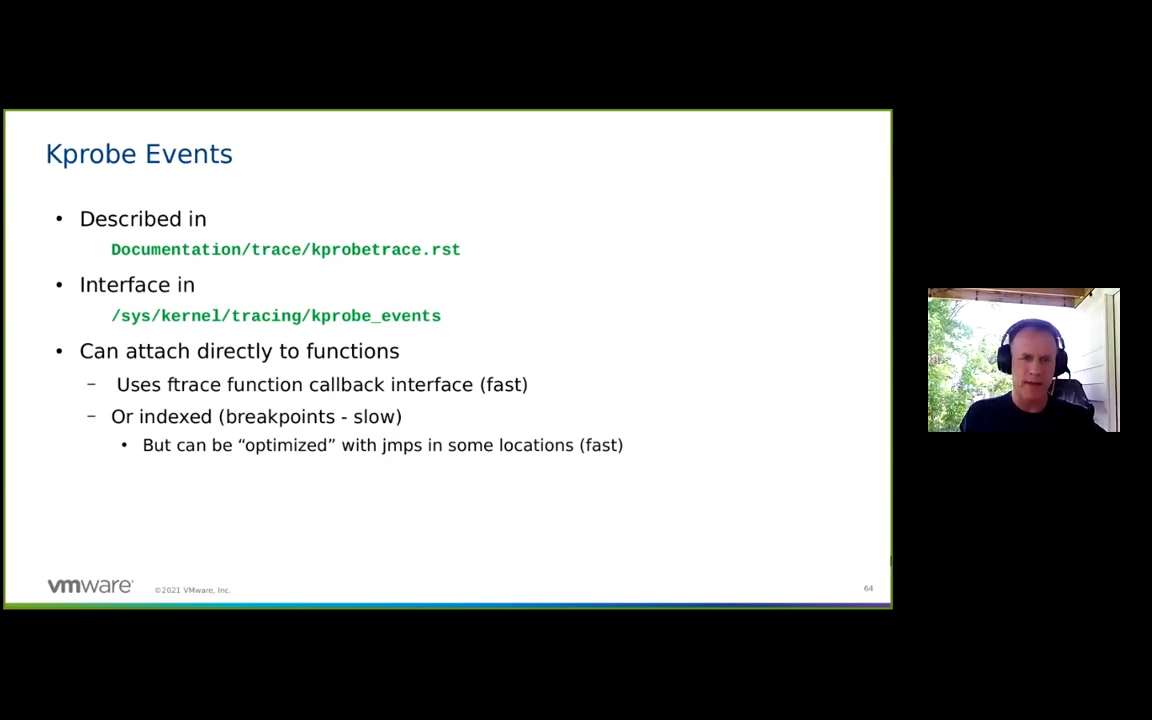 Kprobe Events
• Described in
Documentation/trace/kprobetrace.rst
• Interface in
/sys/kernel/tracing/kprobe_events
• Can attach directly to functions
– Uses ftrace function callback interface (fast)
– Or indexed (breakpoints - slow)
• But can be “optimized” with jmps in some locations (fast)
vmware®
©2021 VMware, Inc.
64